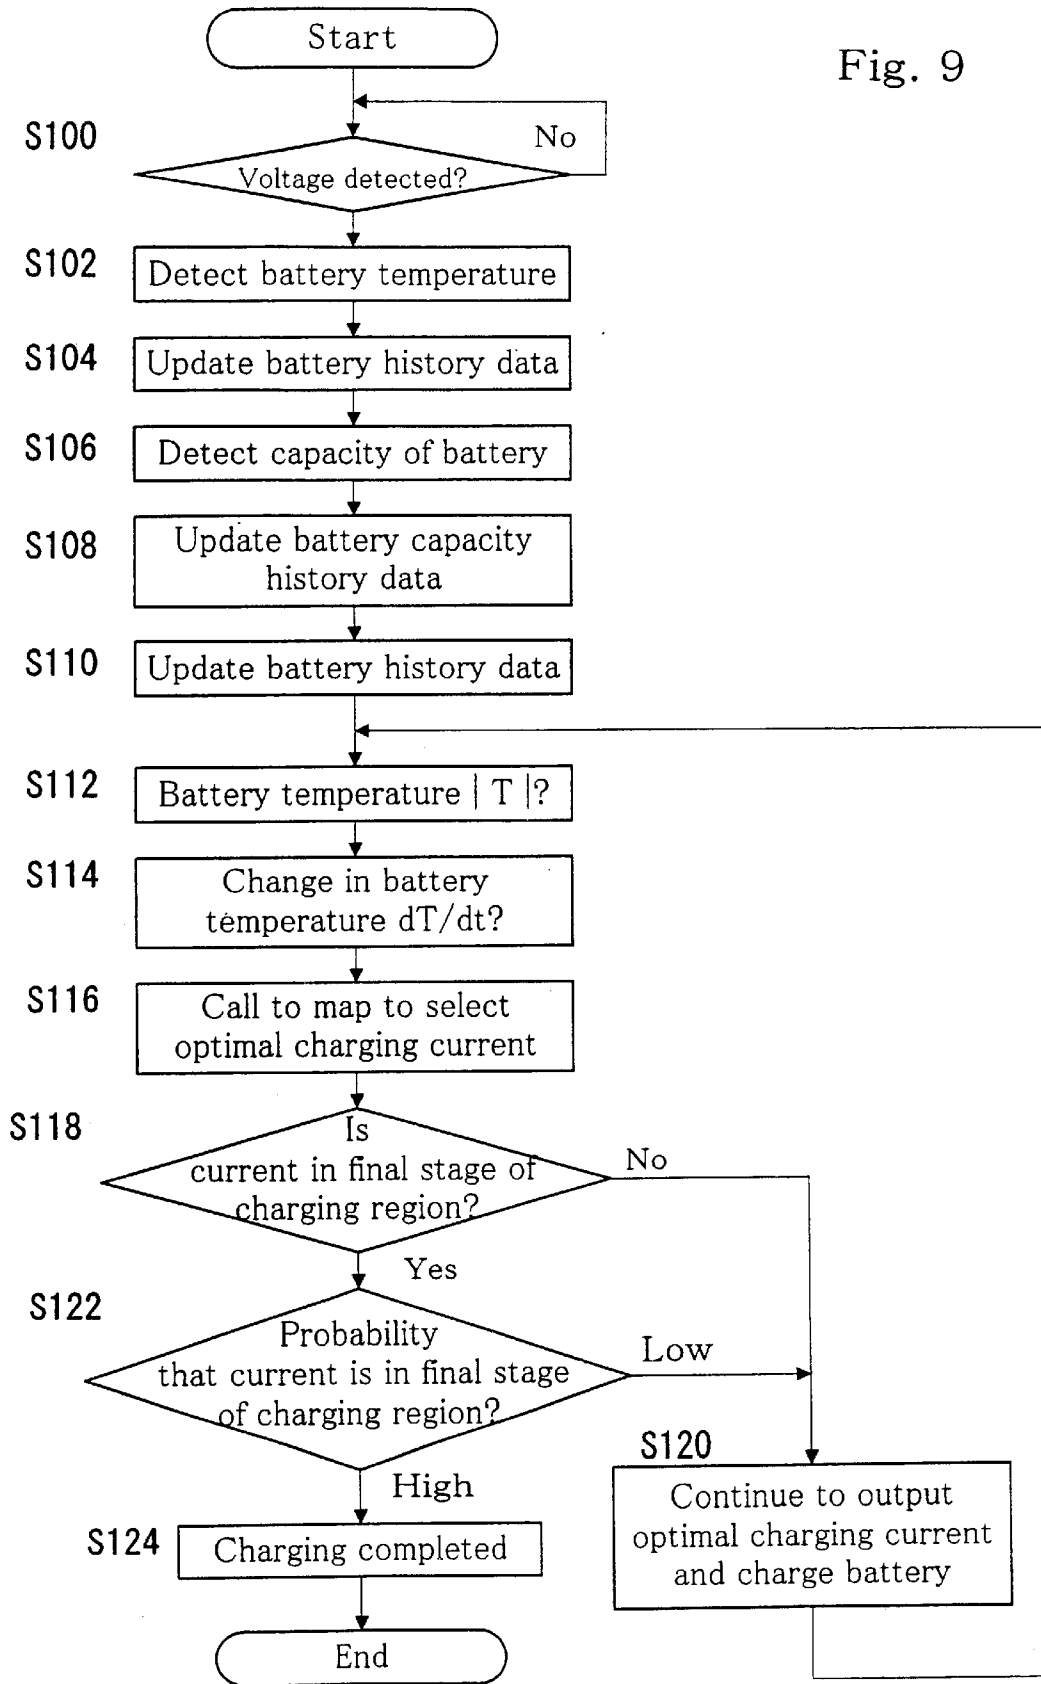 Start
Fig. 9
S100
No
Voltage detected?
S102
Detect battery temperature
S104
Update battery history data
S106
Detect capacity of battery
S108
Update battery capacity
history data
S110
Update battery history data
S112
Battery temperature | T |?
S114
Change in battery
temperature dT/dt?
S116
Call to map to select
optimal charging current
S118
Is
current in final stage of
charging region?
No
Yes
S122
Probability
that current is in final stage
of charging region?
Low
High
S120
Continue to output
optimal charging current
and charge battery
S124
Charging completed
End